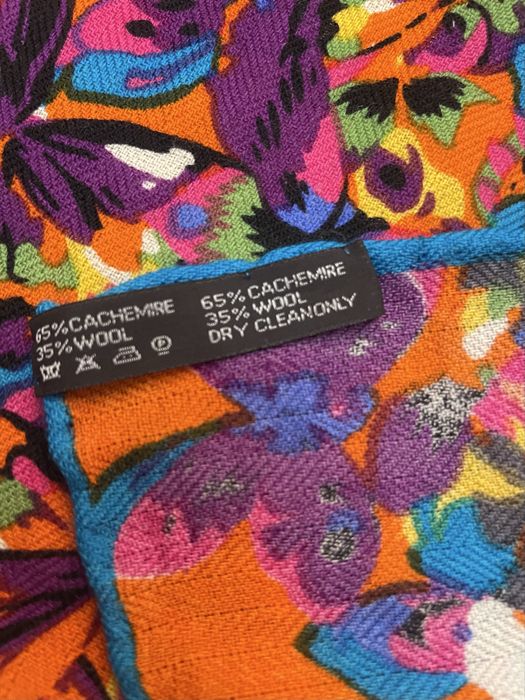 65% CACHEMIRE
35% WOOL
65% CACHEMIRE
35% WOOL
DRY CLEANONLY